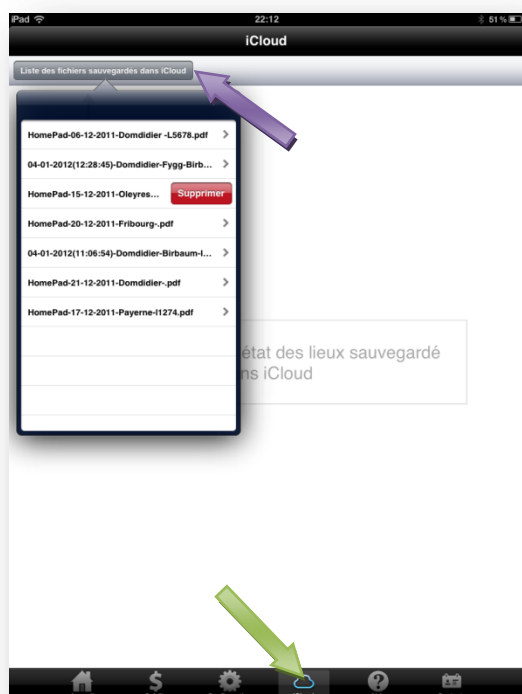 iPad 22:12 51 %
iCloud
Liste des fichiers sauvegardés dans iCloud
HomePad-06-12-2011-Domdidier -L5678.pdf
04-01-2012(12:28:45)-Domdidier-Fygg-Birb...
HomePad-15-12-2011-Oleyres... Supprimer
HomePad-20-12-2011-Fribourg-.pdf
04-01-2012(11:06:54)-Domdidier-Birbaum-I...
HomePad-21-12-2011-Domdidier-.pdf
HomePad-17-12-2011-Payerne-I1274.pdf
état des lieux sauvegardé
ns iCloud